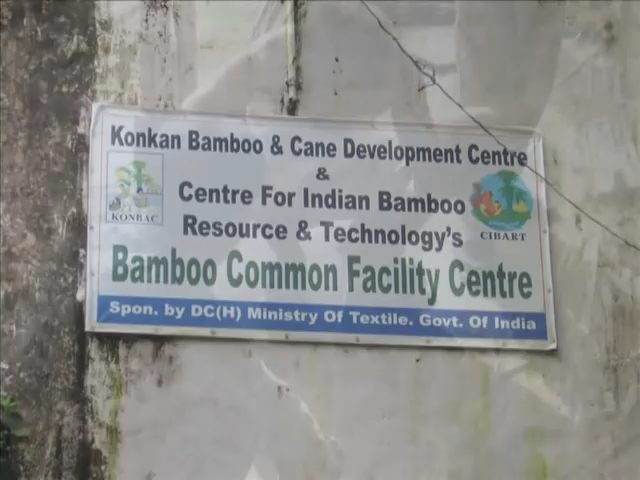 Konkan Bamboo & Cane Development Centre
&
Centre For Indian Bamboo
Resource & Technology's
KONBAC
CIBART
Bamboo Common Facility Centre
Spon. by DC(H) Ministry Of Textile. Govt. Of India